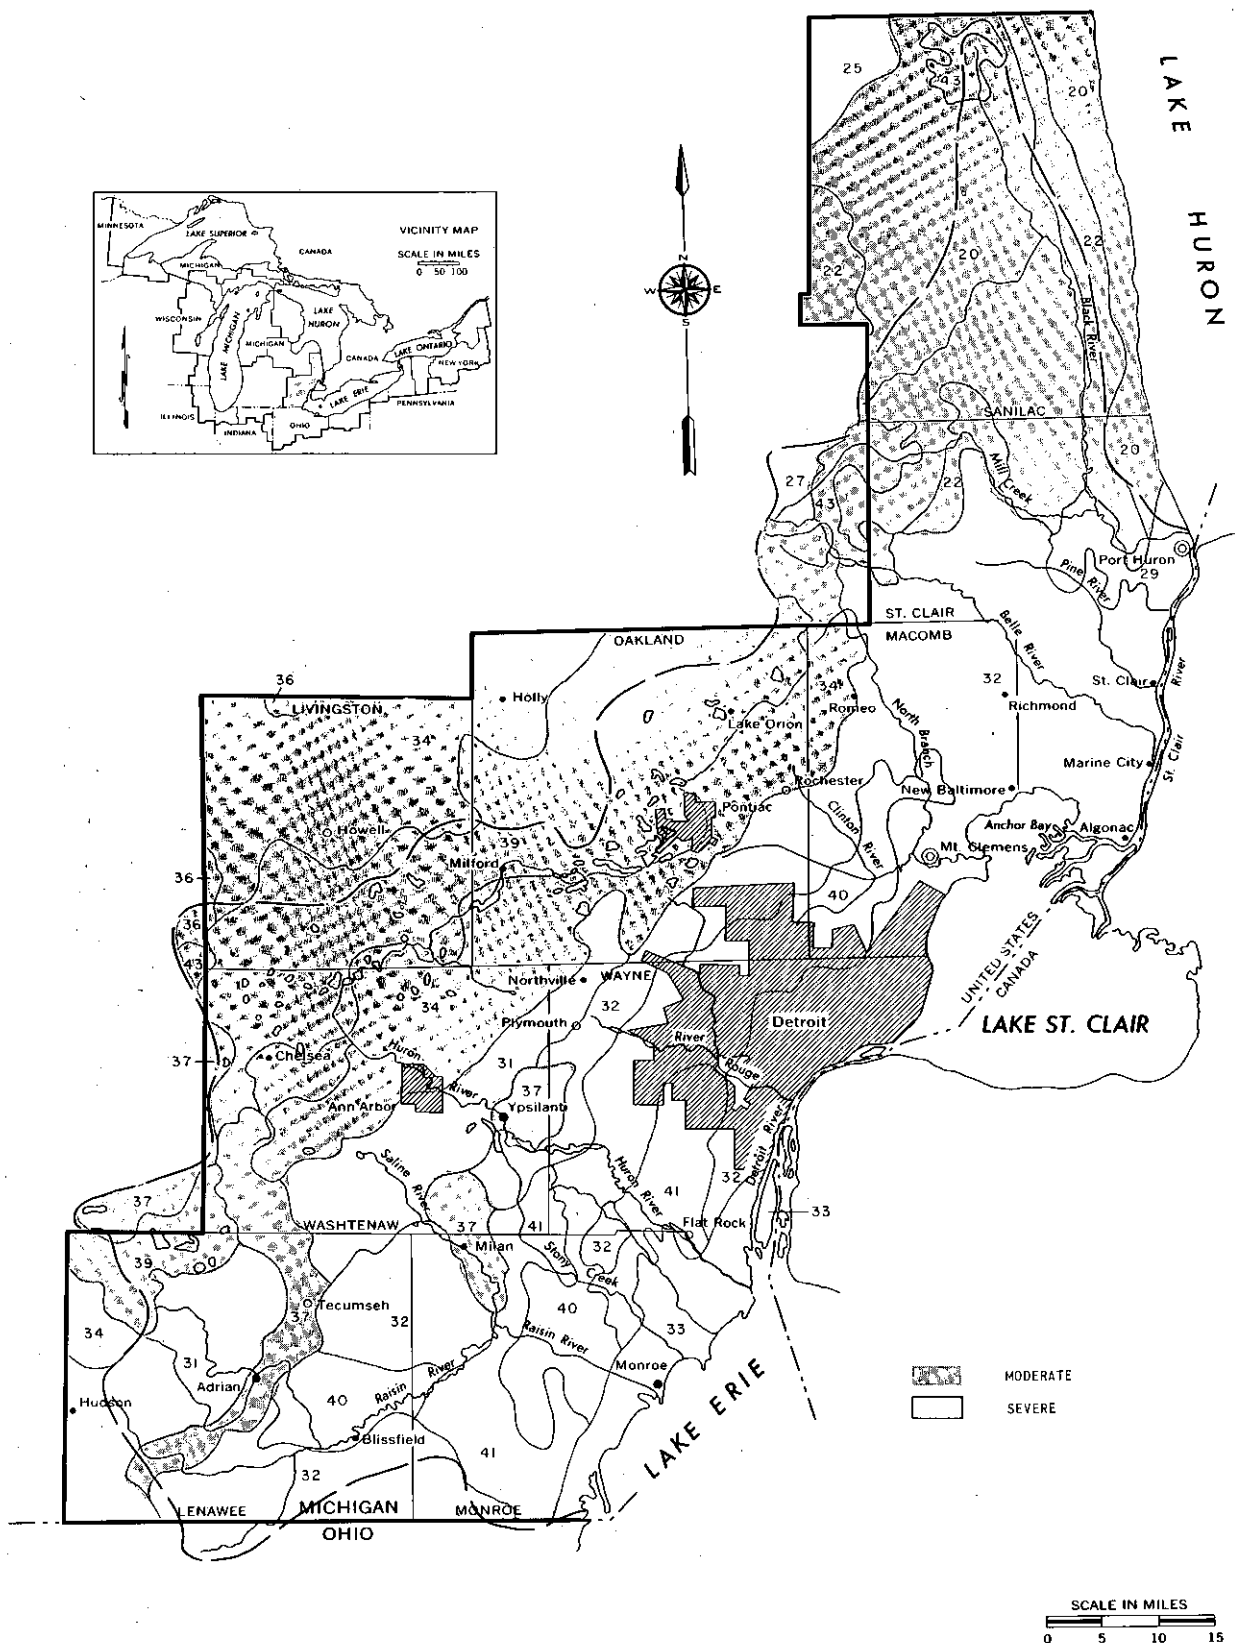 LAKE
HURON
25
43
20
22
22
20
Black River
SANILAC
20
27
43
22
Mill Creek
Port Huron
29
Pine River
N
W
E
S
MINNESOTA
LAKE SUPERIOR
VICINITY MAP
CANADA
SCALE IN MILES
0 50 100
MICHIGAN
WISCONSIN
LAKE MICHIGAN
LAKE HURON
MICHIGAN
CANADA
LAKE ONTARIO
NEW YORK
LAKE ERIE
PENNSYLVANIA
ILLINOIS
INDIANA
OHIO
ST. CLAIR
MACOMB
OAKLAND
Belle River
36
LIVINGSTON
Holly
34
32
St. Clair
River
St. Clair
Richmond
Romeo
Lake Orion
North Branch
34
Marine City
Rochester
New Baltimore
Pontiac
Clinton River
Howell
39
Milford
Anchor Bay
Algonac
Mt. Clemens
36
40
36
43
UNITED STATES
CANADA
Northville
WAYNE
34
32
Plymouth
Detroit
LAKE ST. CLAIR
River
Rouge
Huron River
37
Chelsea
31
37
Ann Arbor
Ypsilanti
Detroit River
Saline River
Huron River
32
41
37
33
Flat Rock
WASHTENAW
37
41
32
Milan
Stony Creek
39
Tecumseh
37
32
40
34
33
31
Raisin River
Monroe
Adrian
Raisin River
40
Hudson
Blissfield
41
32
LAKE ERIE
MODERATE
SEVERE
LENAWEE
MICHIGAN
MONROE
OHIO
SCALE IN MILES
0 5 10 15